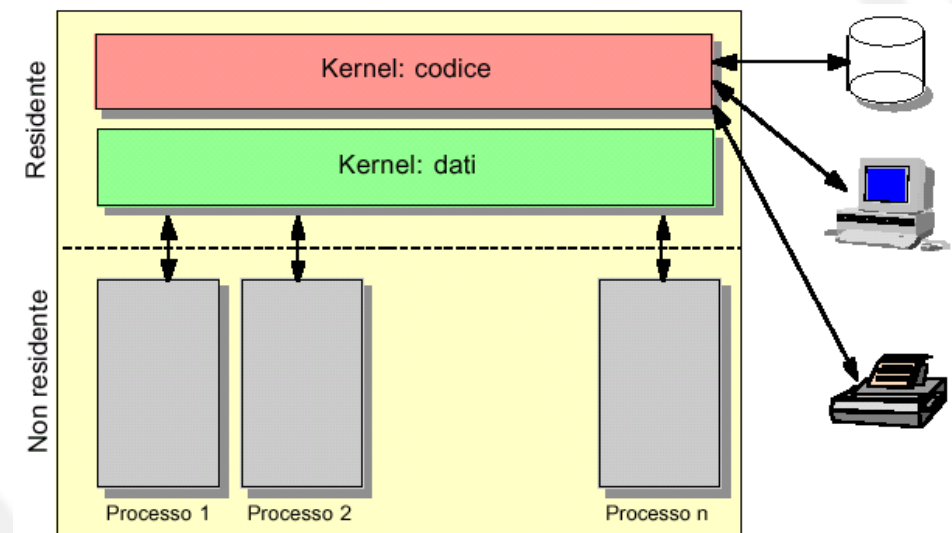 Residente
Kernel: codice
Kernel: dati
Non residente
Processo 1
Processo 2
Processo n